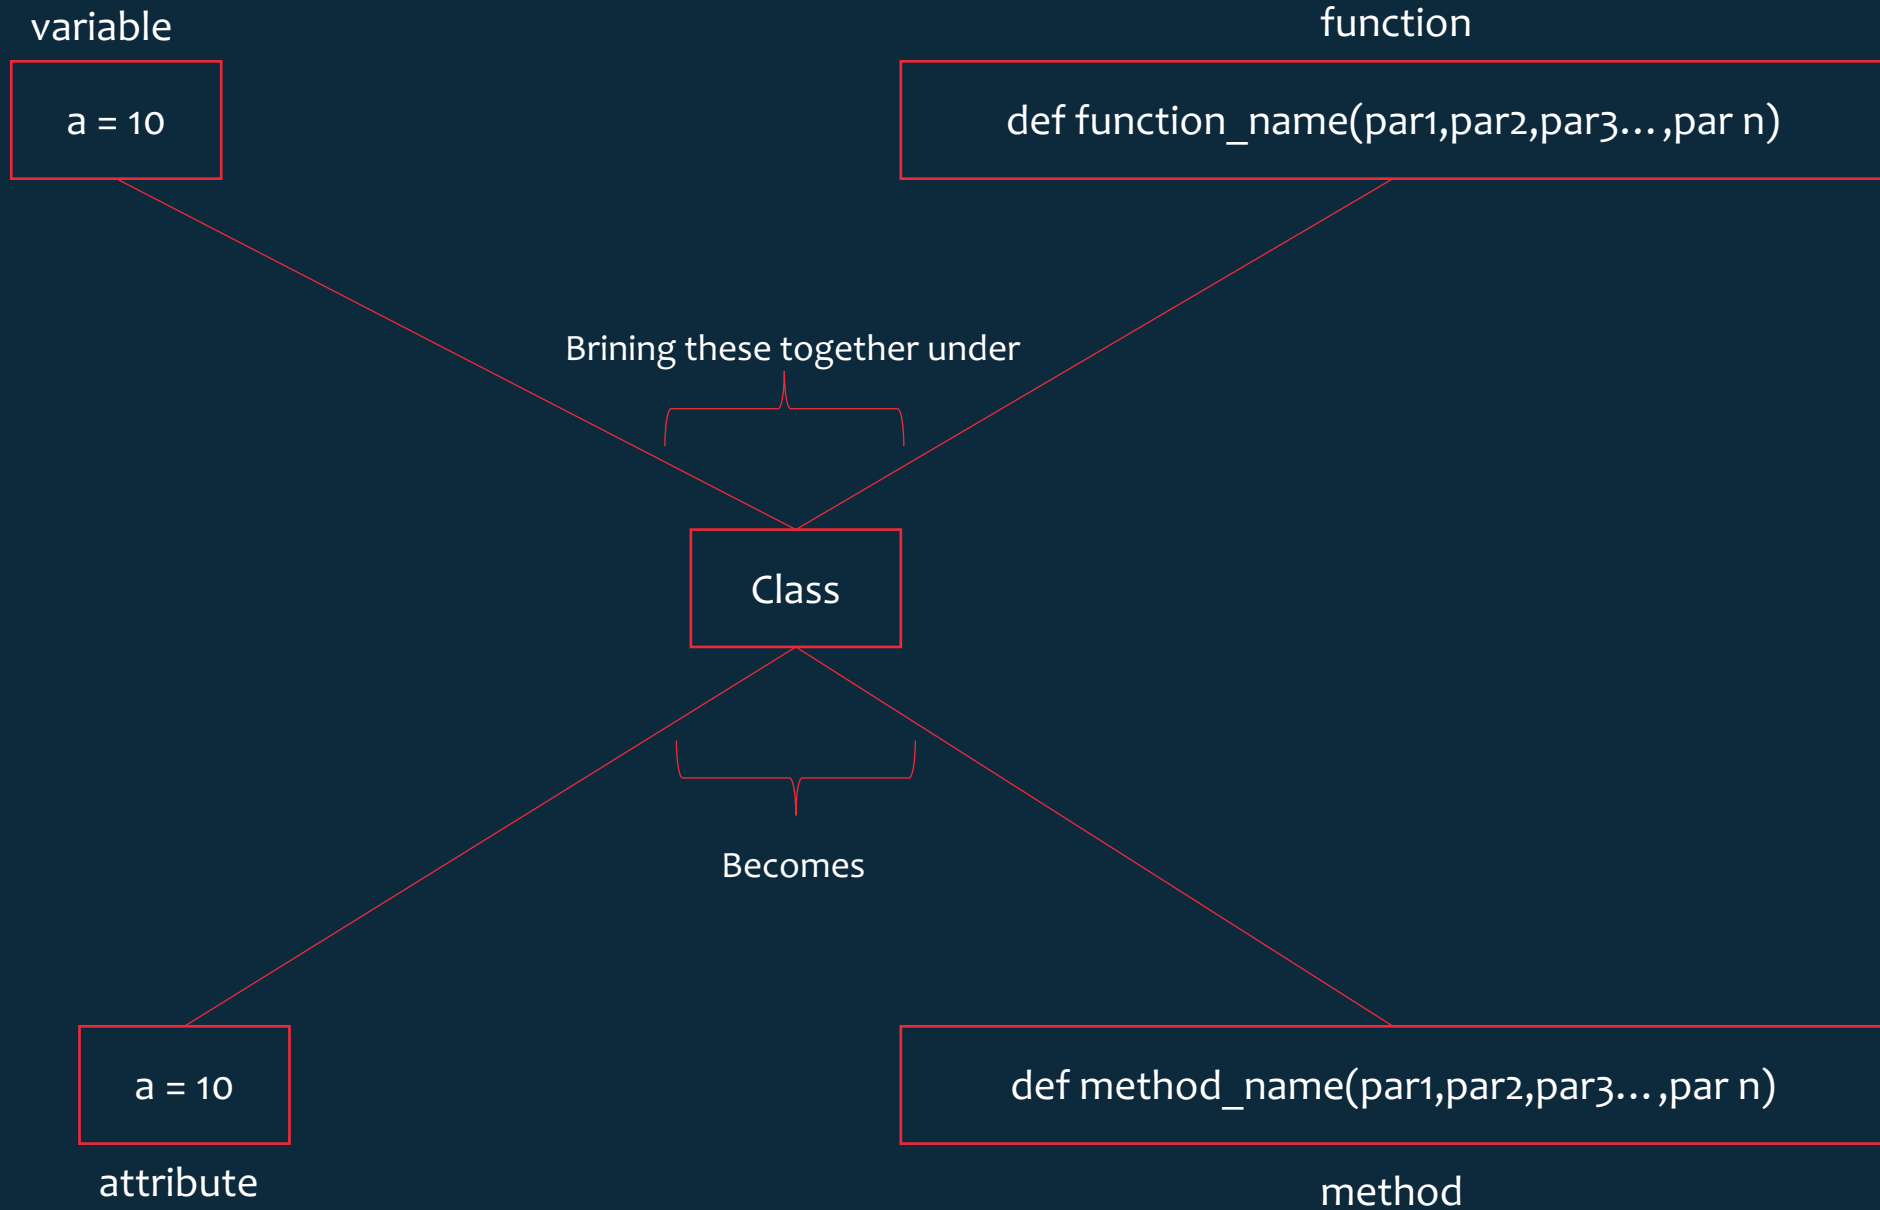 variable
function
a = 10
def function_name(par1,par2,par3...,par n)
Brining these together under
Class
Becomes
a = 10
def method_name(par1,par2,par3...,par n)
attribute
method